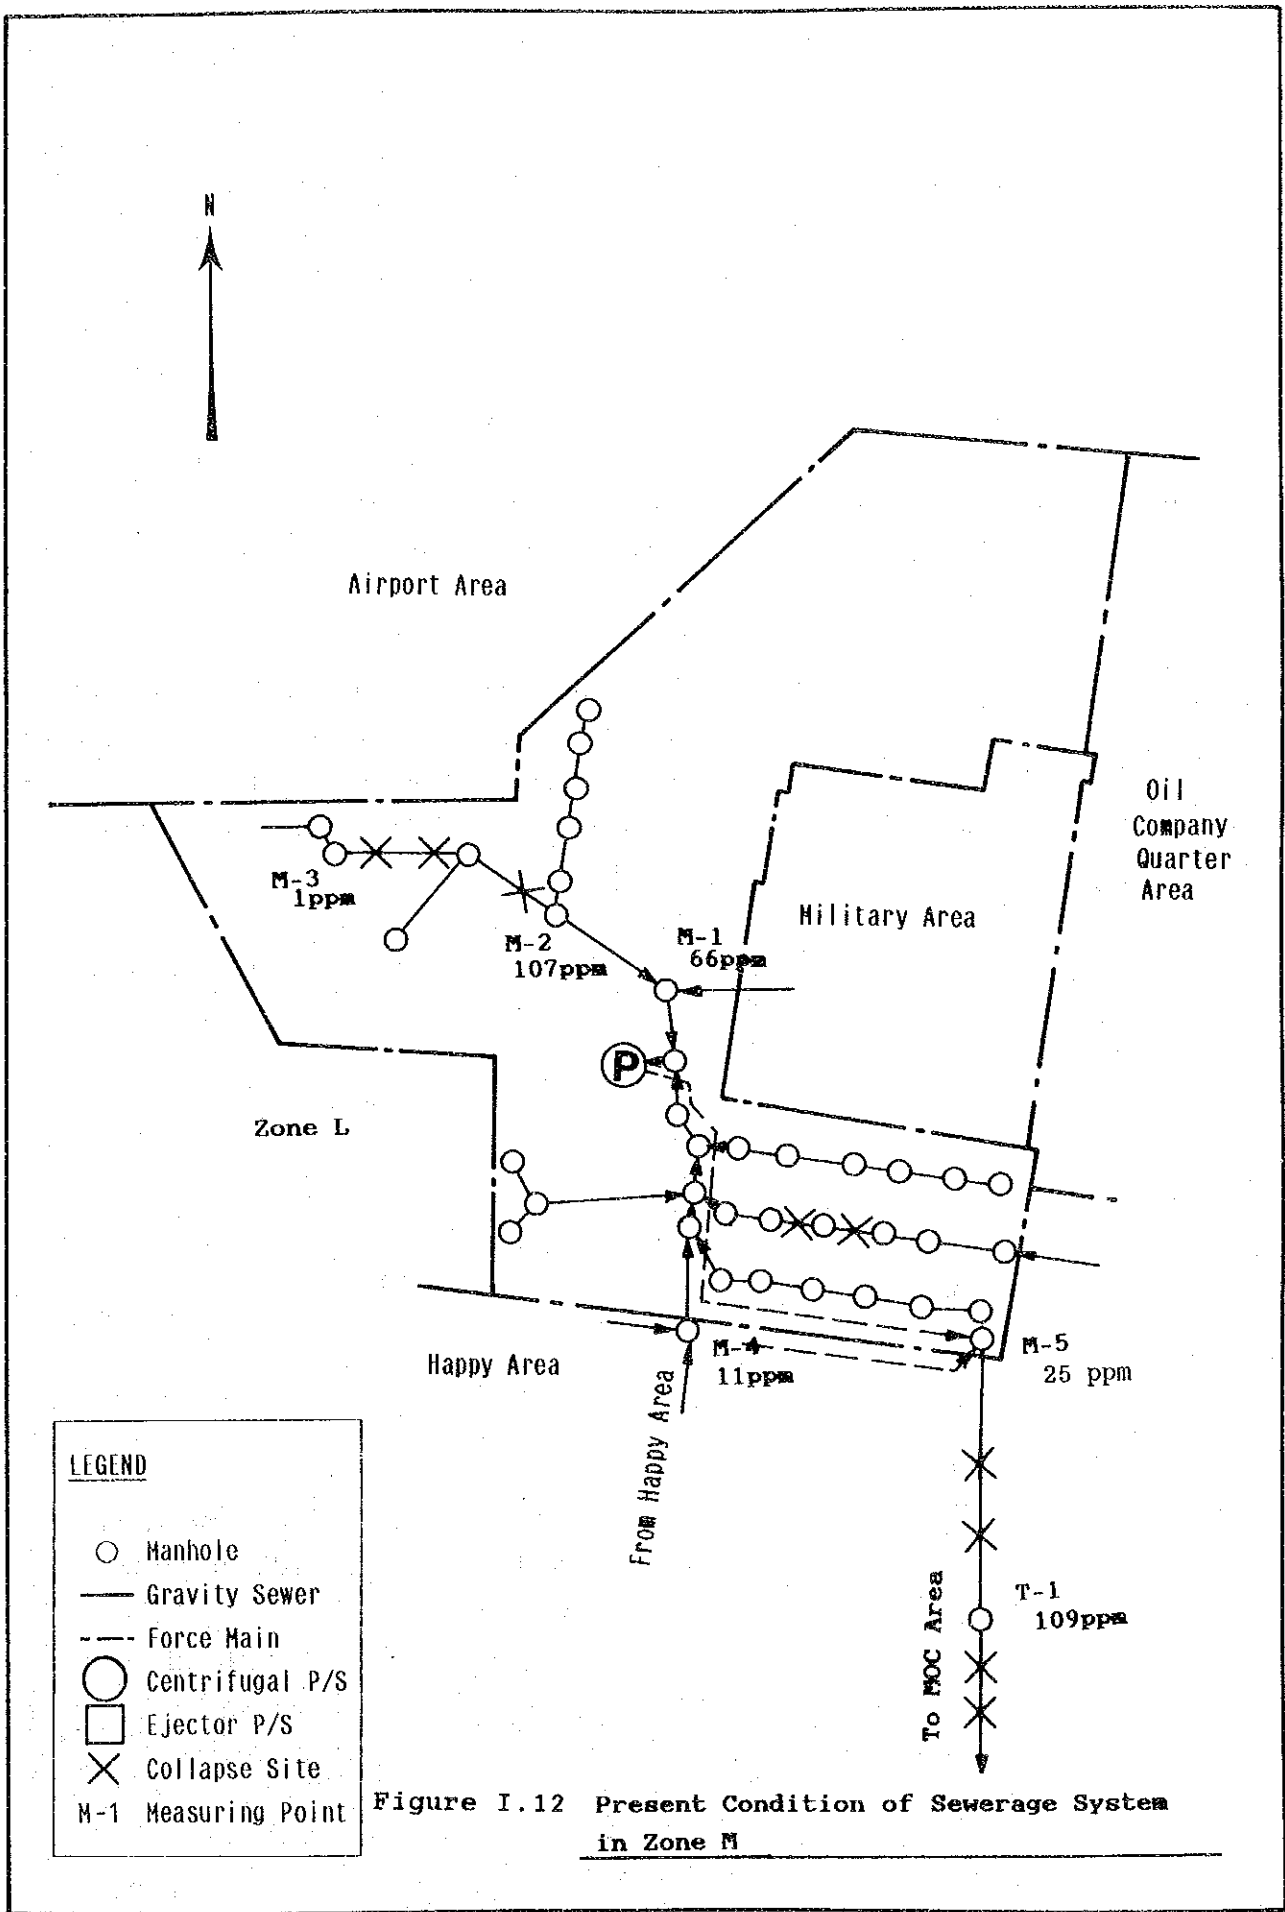 N
Airport Area
Oil
Company
Quarter
Area
M-3
1ppm
Military Area
M-2
107ppm
M-1
66ppm
P
Zone L
M-4
11ppm
M-5
25 ppm
Happy Area
From Happy Area
T-1
109ppm
To MOC Area
LEGEND
Manhole
Gravity Sewer
Force Main
Centrifugal P/S
Ejector P/S
Collapse Site
M-1 Measuring Point
Figure I.12 Present Condition of Sewerage System
in Zone M